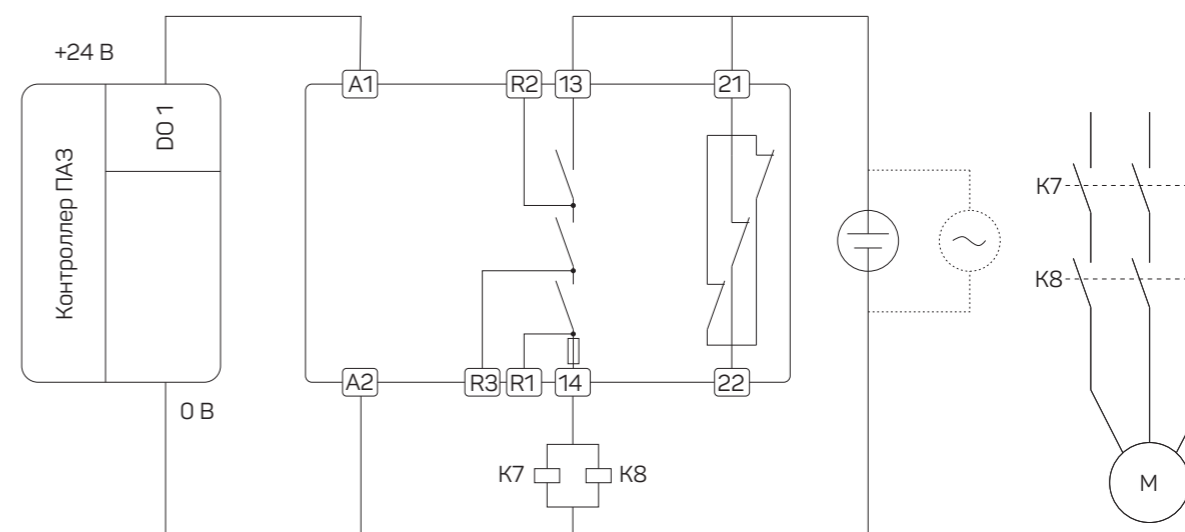 +24 В
A1
R2
13
21
DO 1
Контроллер ПАЗ
K7
K8
A2
R3
R1
14
22
0 В
K7
K8
M